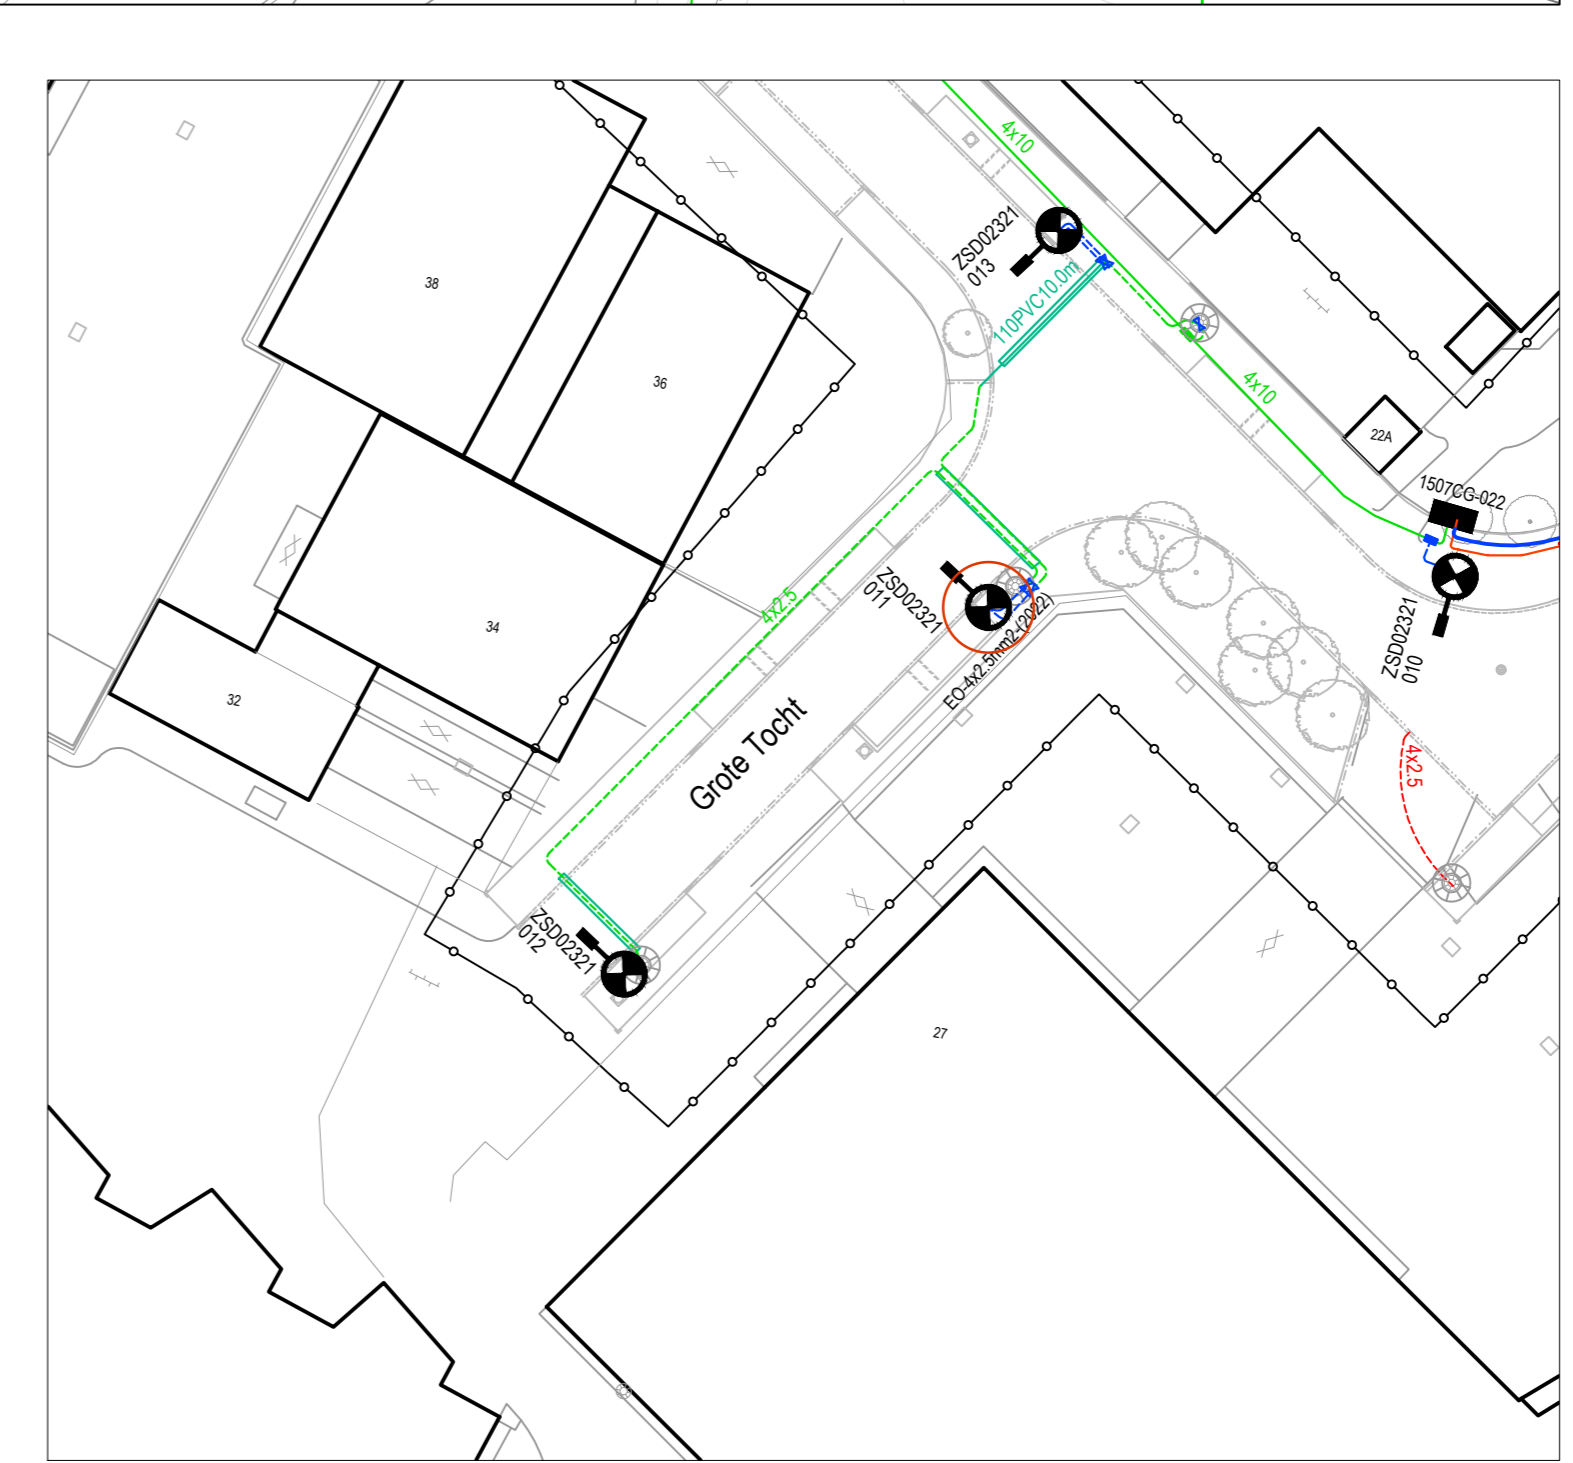 4x10
ZSD02321
013
110PVC10.0m
38
36
4x10
22A
1507CG-022
ZSD02321
011
4x2.5
EO-4x2.5mm2-(2022)
ZSD02321
010
34
32
Grote Tocht
4x2.5
ZSD02321
012
27